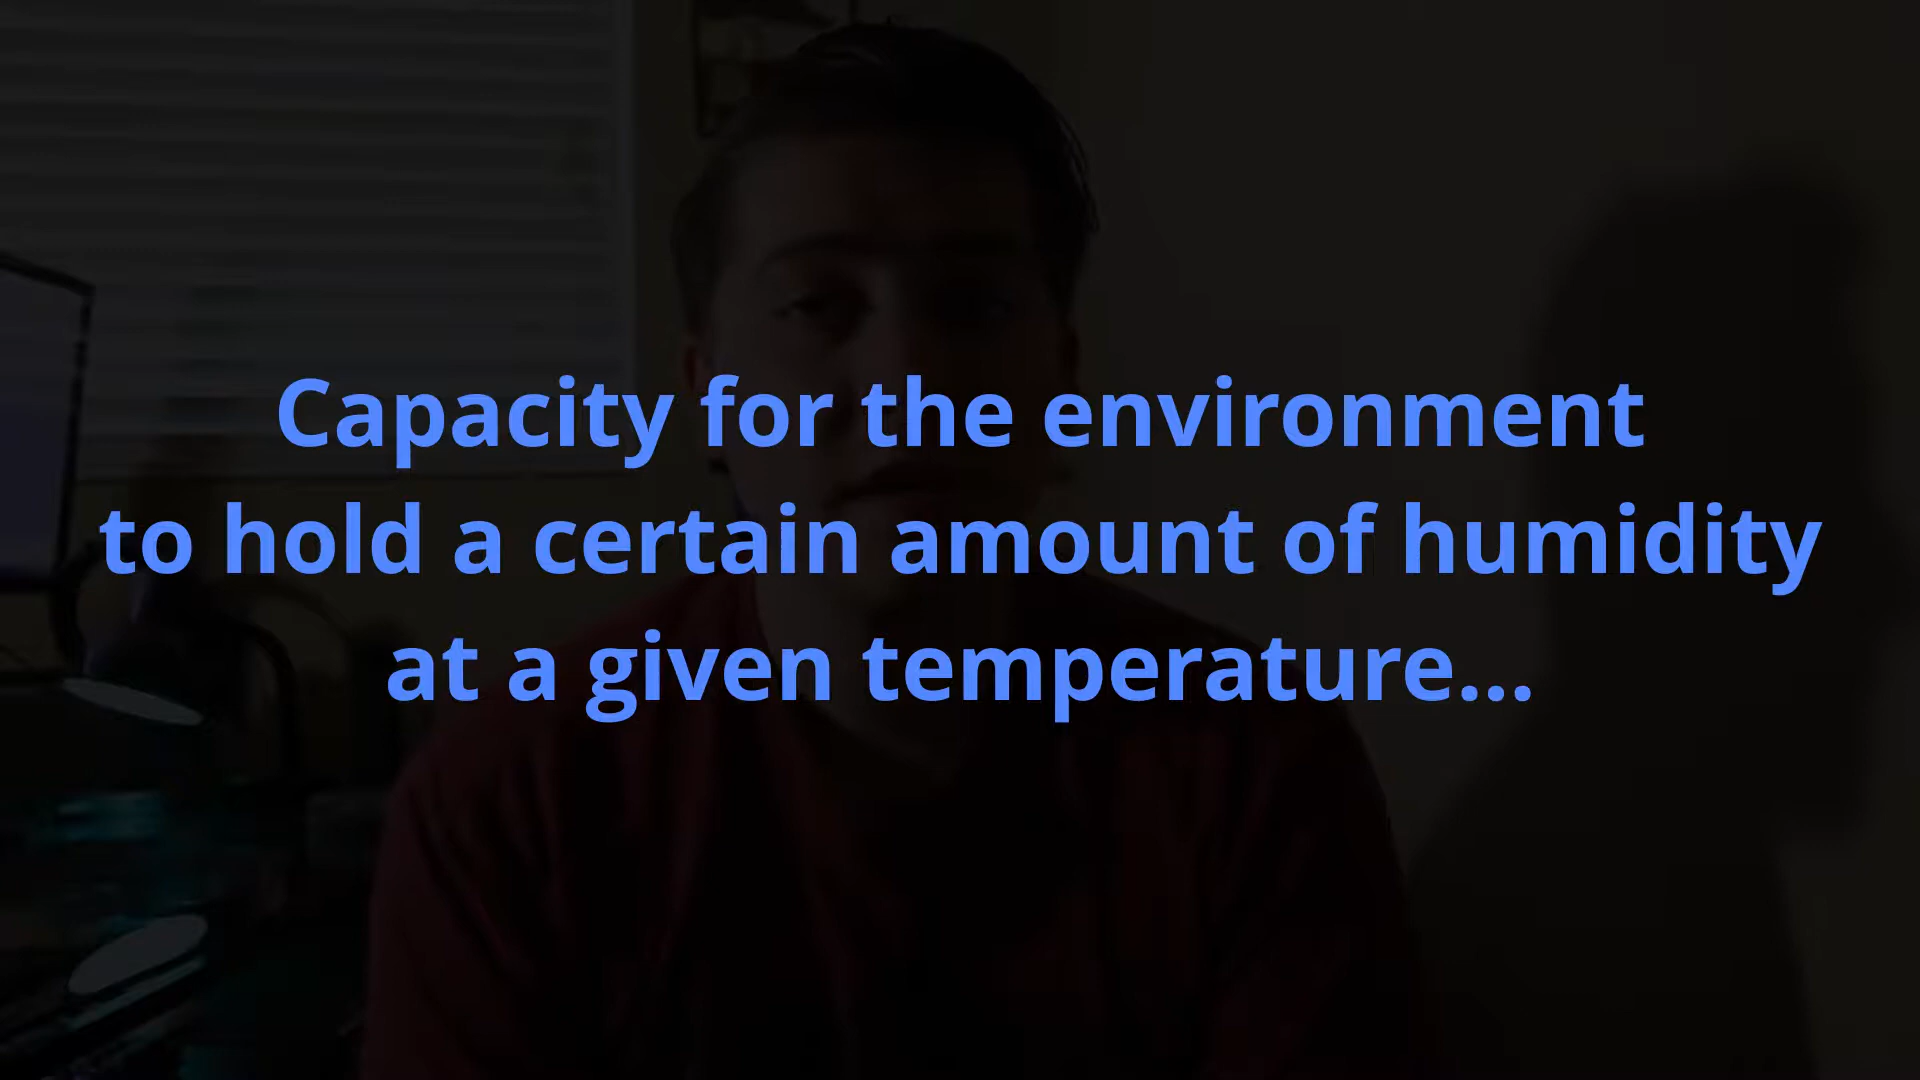 Capacity for the environment
to hold a certain amount of humidity
at a given temperature...